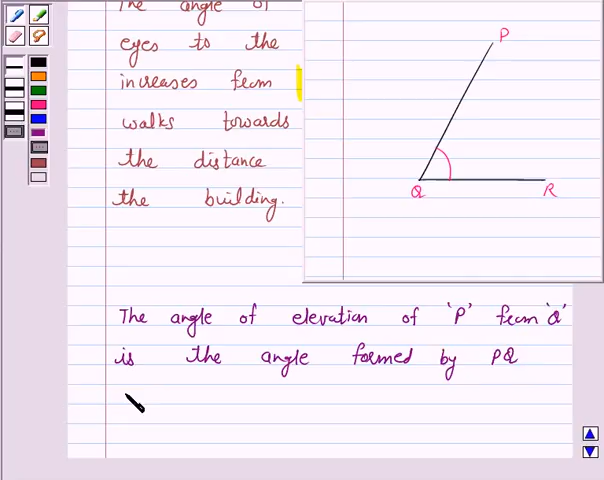 The angle of
eyes to the
increases from
walks towards
the distance
the building.
P
Q
R
The angle of elevation of 'P' from 'Q'
is the angle formed by PQ